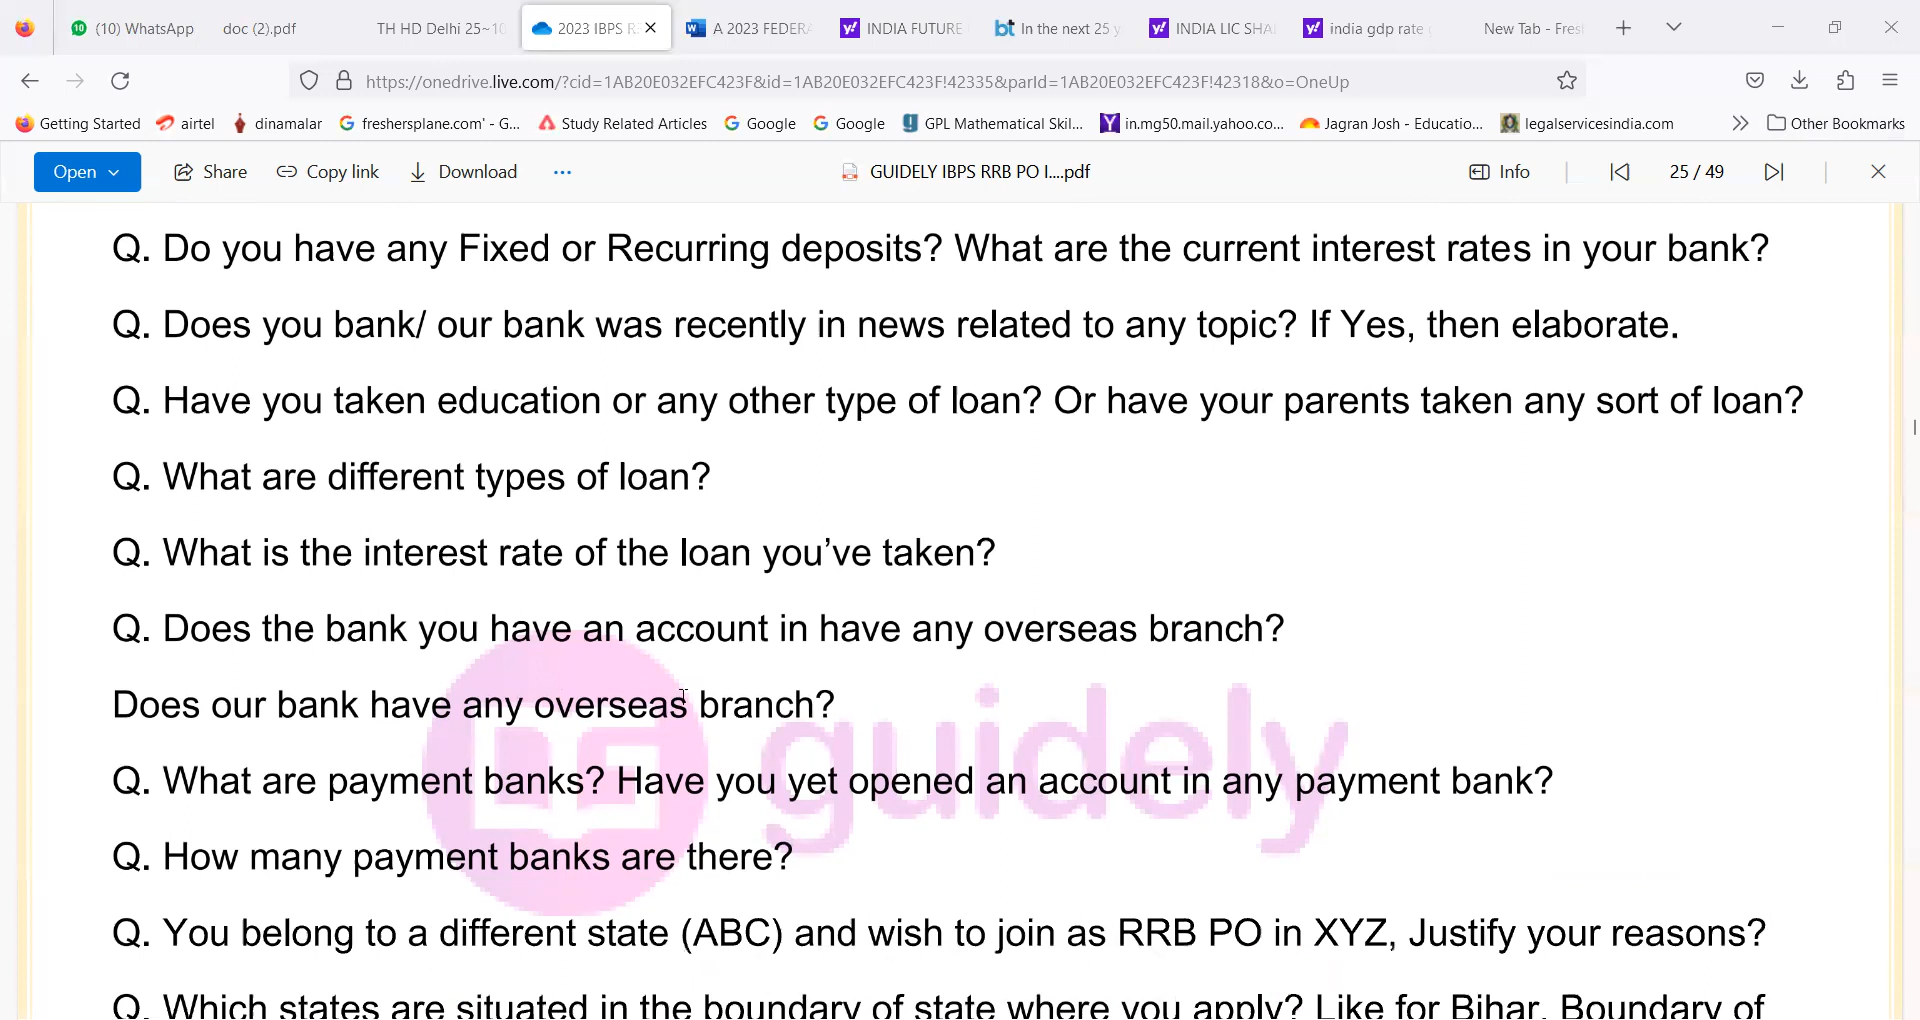 (10) WhatsApp
doc (2).pdf
TH HD Delhi 25~10
2023 IBPS R
A 2023 FEDERA
INDIA FUTURE
In the next 25 y
INDIA LIC SHA
india gdp rate
New Tab - Fres
https://onedrive.live.com/?cid=1AB20E032EFC423F&id=1AB20E032EFC423F!42335&parId=1AB20E032EFC423F!42318&o=OneUp
Getting Started
airtel
dinamalar
freshersplane.com' - G...
Study Related Articles
Google
Google
GPL Mathematical Skil...
in.mg50.mail.yahoo.co...
Jagran Josh - Educatio...
legalservicesindia.com
Other Bookmarks
Open
Share
Copy link
Download
GUIDELY IBPS RRB PO I....pdf
Info
25 / 49
Q. Do you have any Fixed or Recurring deposits? What are the current interest rates in your bank?
Q. Does you bank/ our bank was recently in news related to any topic? If Yes, then elaborate.
Q. Have you taken education or any other type of loan? Or have your parents taken any sort of loan?
Q. What are different types of loan?
Q. What is the interest rate of the loan you've taken?
Q. Does the bank you have an account in have any overseas branch?
Does our bank have any overseas branch?
guidely
Q. What are payment banks? Have you yet opened an account in any payment bank?
Q. How many payment banks are there?
Q. You belong to a different state (ABC) and wish to join as RRB PO in XYZ, Justify your reasons?
Q. Which states are situated in the boundary of state where you apply? Like for Bihar, Boundary of